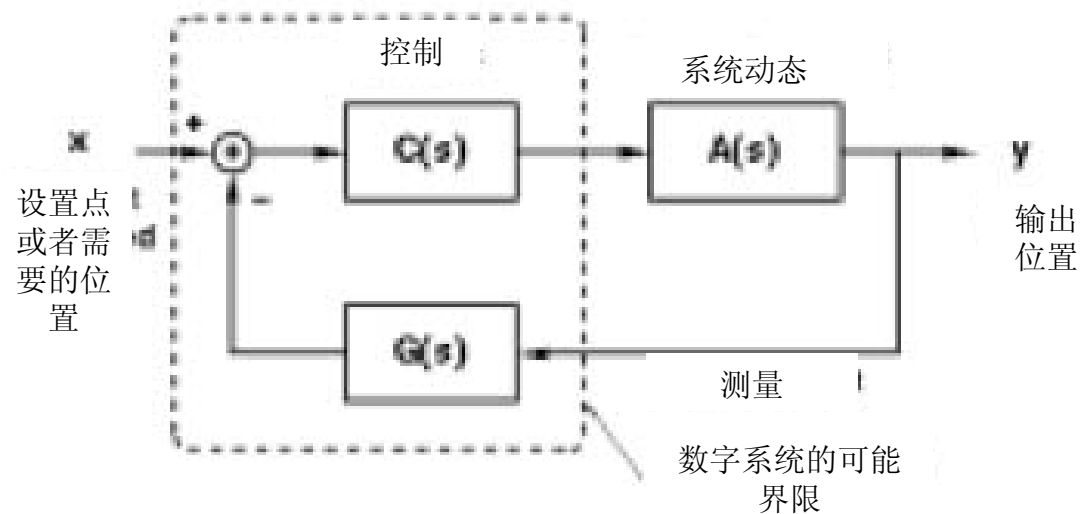 控制
系统动态
x
+
C(s)
A(s)
y
设置点
或者需
要的位
置
-
输出
位置
G(s)
测量
数字系统的可能
界限